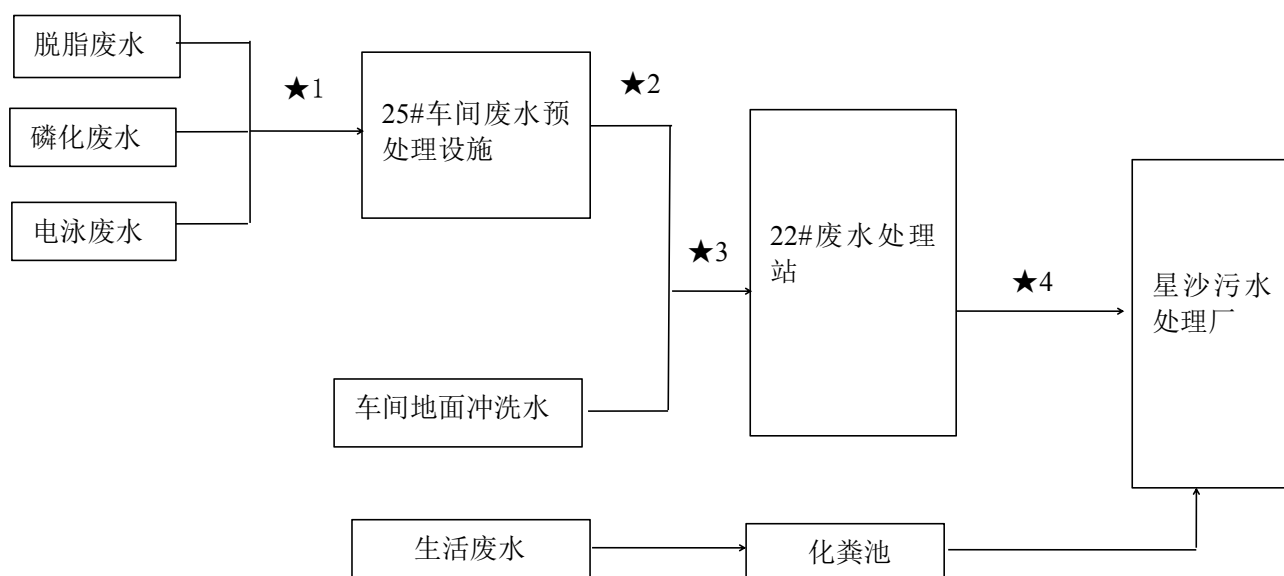 脱脂废水
★1
★2
25#车间废水预
处理设施
磷化废水
电泳废水
★3
22#废水处理
站
★4
星沙污水
处理厂
车间地面冲洗水
生活废水
化粪池